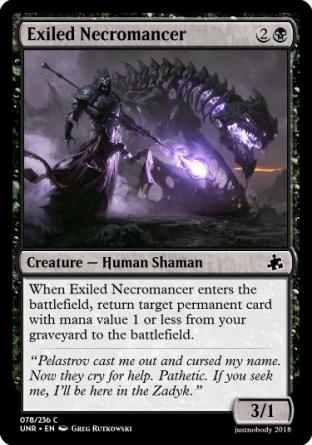 Exiled Necromancer 2
Creature — Human Shaman
When Exiled Necromancer enters the
battlefield, return target permanent card
with mana value 1 or less from your
graveyard to the battlefield.
“Pelastrov cast me out and cursed my name.
Now they cry for help. Pathetic. If you seek
me, I’ll be here in the Zadyk.”
3/1
078/236 C
UNR • EN Greg Rutkowski
justnobody 2018